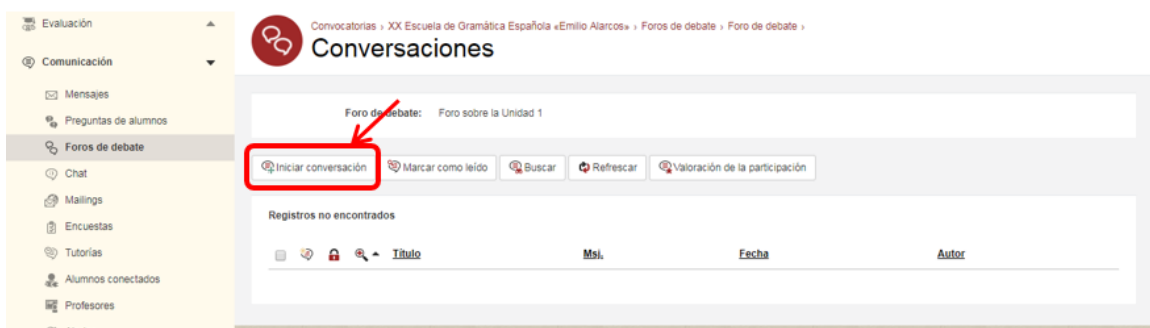 Evaluación
Comunicación
Mensajes
Preguntas de alumnos
Foros de debate
Chat
Mailings
Encuestas
Tutorías
Alumnos conectados
Profesores
Convocatorias › XX Escuela de Gramática Española «Emilio Alarcos» › Foros de debate › Foro de debate ›
Conversaciones
Foro de debate: Foro sobre la Unidad 1
Iniciar conversación Marcar como leído Buscar Refrescar Valoración de la participación
Registros no encontrados
Título Msj. Fecha Autor